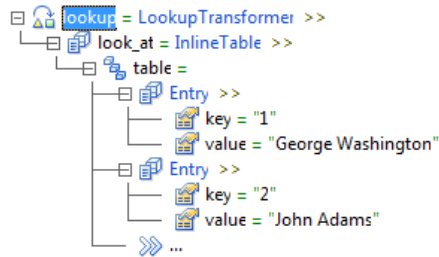 lookup = LookupTransformer >>
look_at = InlineTable >>
table =
Entry >>
key = "1"
value = "George Washington"
Entry >>
key = "2"
value = "John Adams"
...